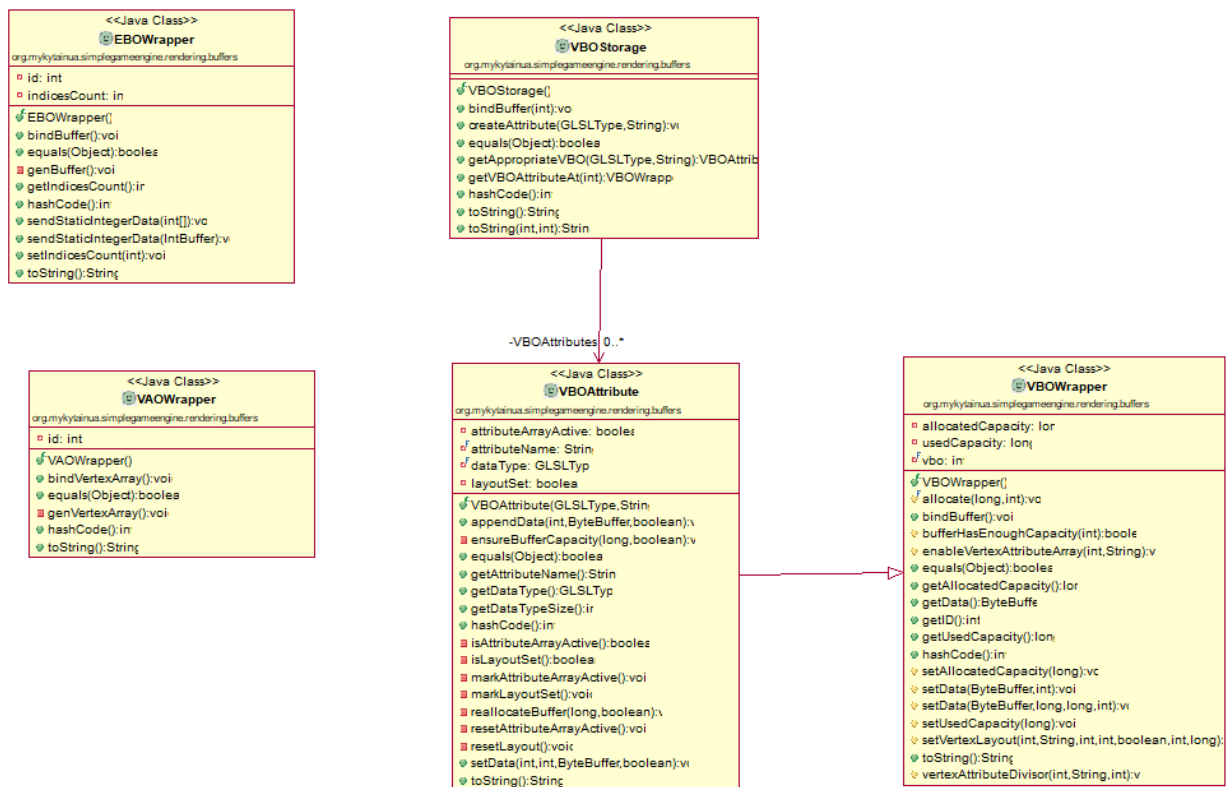 <<Java Class>>
EBOWrapper
org.mykytainua.simplegameengine.rendering.buffers
id: int
indicesCount: in
EBOWrapper()
bindBuffer():voi
equals(Object):boolea
genBuffer():voi
getIndicesCount():ir
hashCode():in
sendStaticIntegerData(int[]):vo
sendStaticIntegerData(IntBuffer):v
setIndicesCount(int):voi
toString():String
<<Java Class>>
VBOStorage
org.mykytainua.simplegameengine.rendering.buffers
VBOStorage()
bindBuffer(int):vo
createAttribute(GLSLType,String):v
equals(Object):boolea
getAppropriateVBO(GLSLType,String):VBOAttrib
getVBOAttributeAt(int):VBOWrapp
hashCode():in
toString():String
toString(int,int):Strin
-VBOAttributes 0..*
<<Java Class>>
VAOWrapper
org.mykytainua.simplegameengine.rendering.buffers
id: int
VAOWrapper()
bindVertexArray():voi
equals(Object):boolea
genVertexArray():voi
hashCode():in
toString():String
<<Java Class>>
VBOAttribute
org.mykytainua.simplegameengine.rendering.buffers
attributeArrayActive: boolea
attributeName: Strin
dataType: GLSLTyp
layoutSet: boolea
VBOAttribute(GLSLType,Strin
appendData(int,ByteBuffer,boolean):v
ensureBufferCapacity(long,boolean):v
equals(Object):boolea
getAttributeName():Strin
getDataType():GLSLTyp
getDataTypeSize():ir
hashCode():in
isAttributeArrayActive():boolea
isLayoutSet():boolea
markAttributeArrayActive():voi
markLayoutSet():voi
reallocateBuffer(long,boolean):v
resetAttributeArrayActive():voi
resetLayout():voi
setData(int,int,ByteBuffer,boolean):v
toString():String
<<Java Class>>
VBOWrapper
org.mykytainua.simplegameengine.rendering.buffers
allocatedCapacity: lor
usedCapacity: long
vbo: in
VBOWrapper()
allocate(long,int):vo
bindBuffer():voi
bufferHasEnoughCapacity(int):boole
enableVertexAttributeArray(int,String):v
equals(Object):boolea
getAllocatedCapacity():lor
getData():ByteBuffe
getID():int
getUsedCapacity():long
hashCode():in
setAllocatedCapacity(long):vo
setData(ByteBuffer,int):voi
setData(ByteBuffer,long,long,int):v
setUsedCapacity(long):voi
setVertexLayout(int,String,int,int,boolean,int,long):
toString():String
vertexAttributeDivisor(int,String,int):v